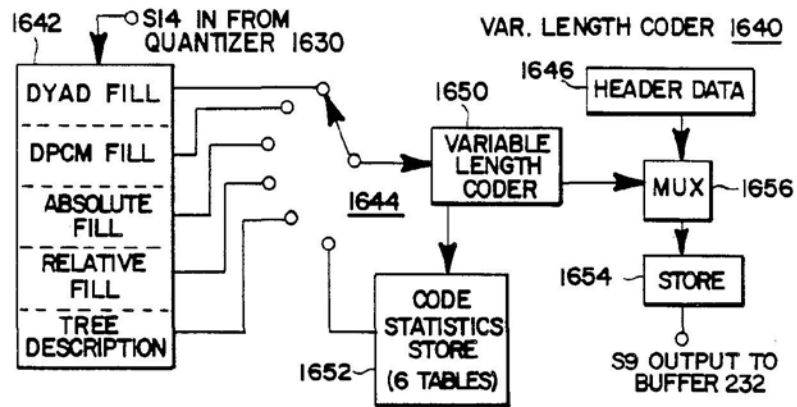 1642
S14 IN FROM
QUANTIZER 1630
VAR. LENGTH CODER 1640
DYAD FILL
DPCM FILL
ABSOLUTE
FILL
RELATIVE
FILL
TREE
DESCRIPTION
1644
1650
VARIABLE
LENGTH
CODER
1652
CODE
STATISTICS
STORE
(6 TABLES)
1646
HEADER DATA
MUX
1656
1654
STORE
S9 OUTPUT TO
BUFFER 232